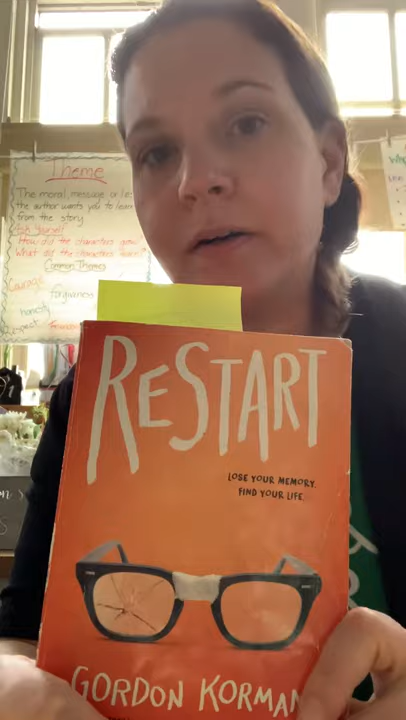 Theme
The moral, message or les
the author wants you to learn
from the story
Ask Yourself
How did the characters grow
What did the characters learn?
Common Themes
Courage
forgiveness
honesty
RESTART
LOSE YOUR MEMORY.
FIND YOUR LIFE.
GORDON KORMAN